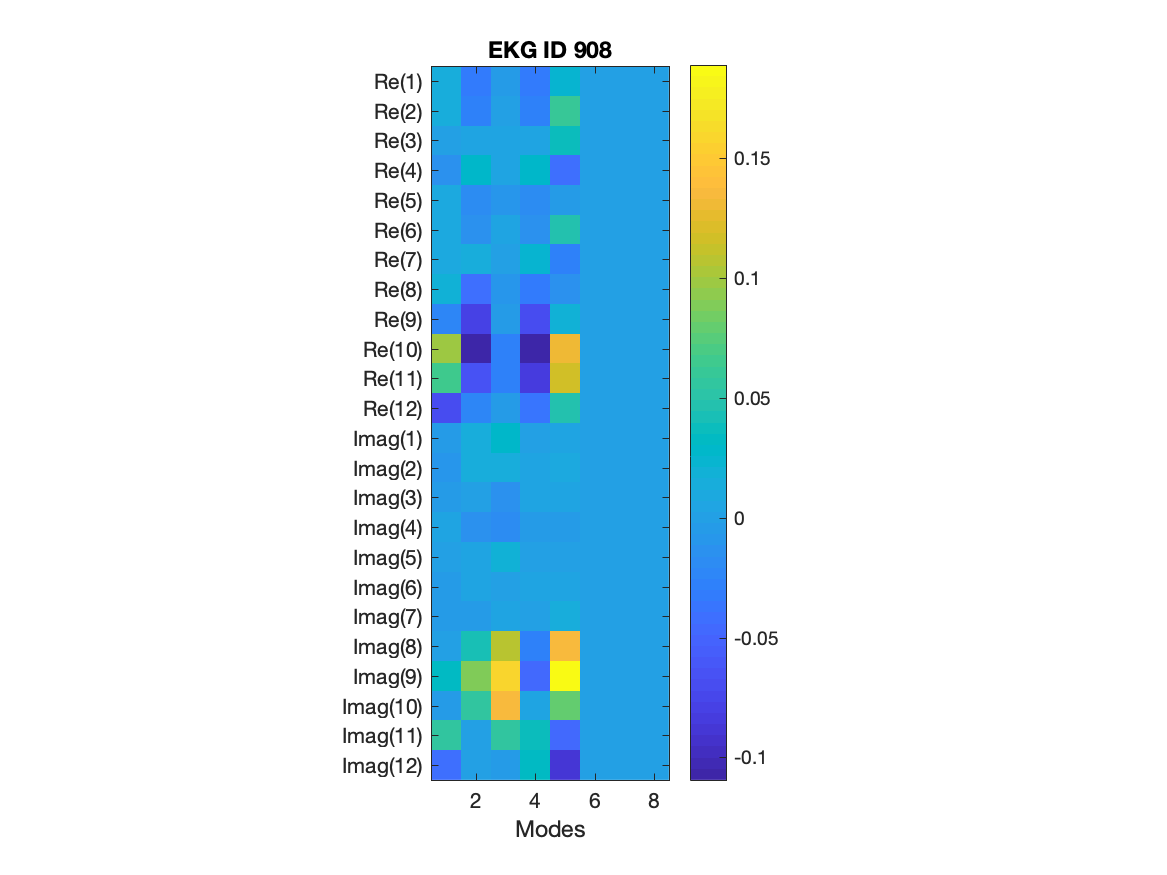 EKG ID 908
Re(1)
Re(2)
Re(3)
Re(4)
Re(5)
Re(6)
Re(7)
Re(8)
Re(9)
Re(10)
Re(11)
Re(12)
Imag(1)
Imag(2)
Imag(3)
Imag(4)
Imag(5)
Imag(6)
Imag(7)
Imag(8)
Imag(9)
Imag(10)
Imag(11)
Imag(12)
2 4 6 8
Modes
0.15
0.1
0.05
0
-0.05
-0.1